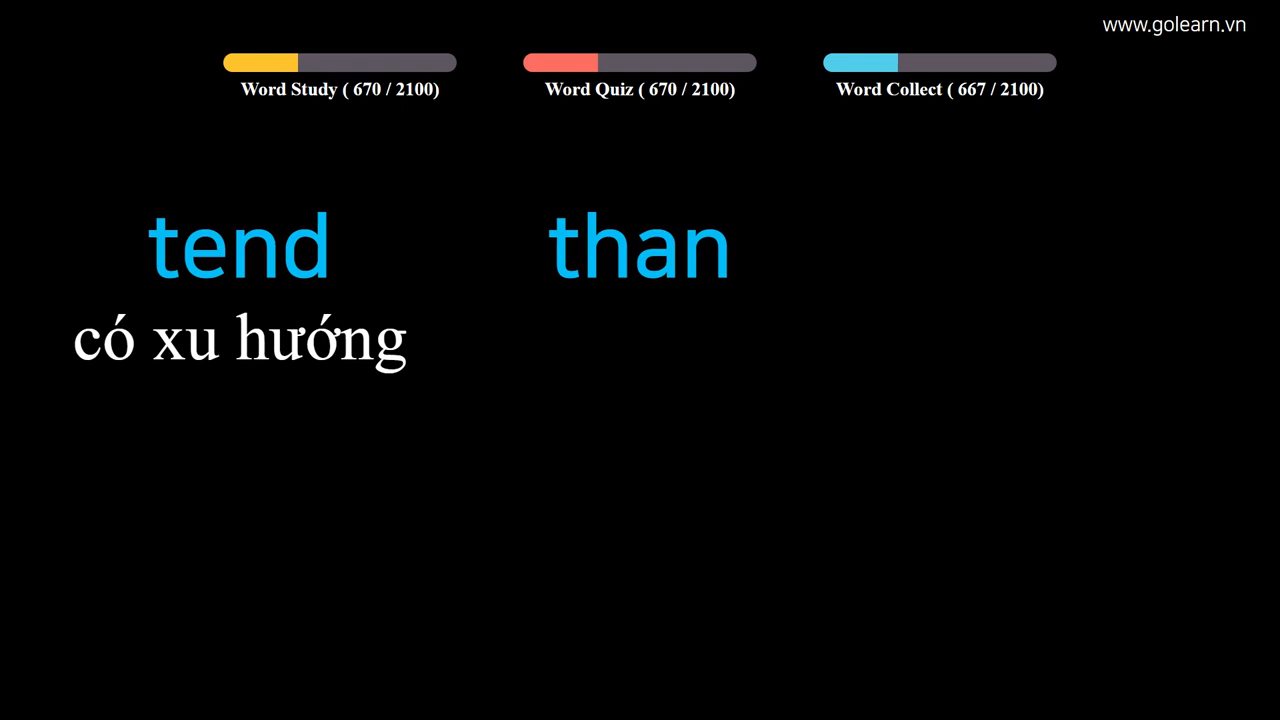 www.golearn.vn
Word Study ( 670 / 2100)
Word Quiz ( 670 / 2100)
Word Collect ( 667 / 2100)
tend
than
có xu hướng